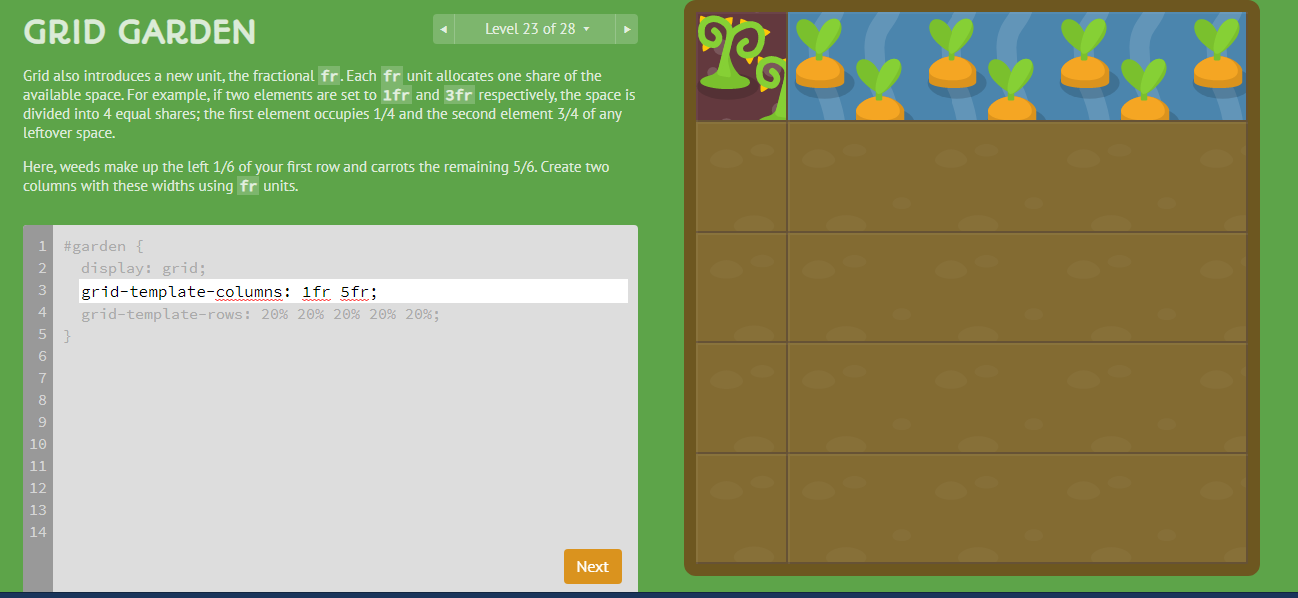 GRID GARDEN
◀ Level 23 of 28 ▾ ▶
Grid also introduces a new unit, the fractional fr. Each fr unit allocates one share of the
available space. For example, if two elements are set to 1fr and 3fr respectively, the space is
divided into 4 equal shares; the first element occupies 1/4 and the second element 3/4 of any
leftover space.
Here, weeds make up the left 1/6 of your first row and carrots the remaining 5/6. Create two
columns with these widths using fr units.
1 #garden {
2 display: grid;
3 grid-template-columns: 1fr 5fr;
4 grid-template-rows: 20% 20% 20% 20% 20%;
5 }
6
7
8
9
10
11
12
13
14
Next